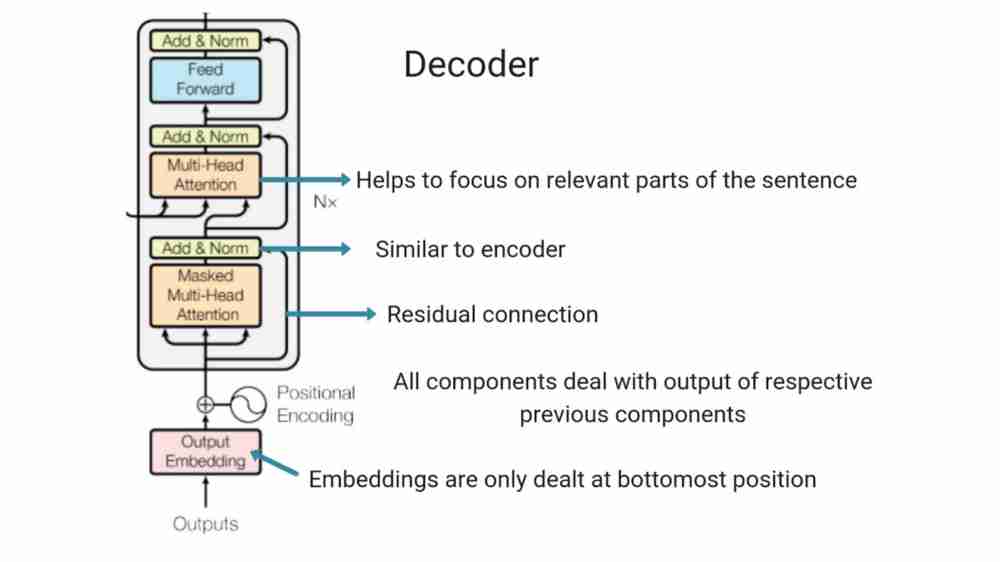 Decoder
Add & Norm
Feed
Forward
Add & Norm
Multi-Head
Attention
Helps to focus on relevant parts of the sentence
Nx
Add & Norm
Similar to encoder
Masked
Multi-Head
Attention
Residual connection
Positional
Encoding
All components deal with output of respective
previous components
Output
Embedding
Embeddings are only dealt at bottomost position
Outputs